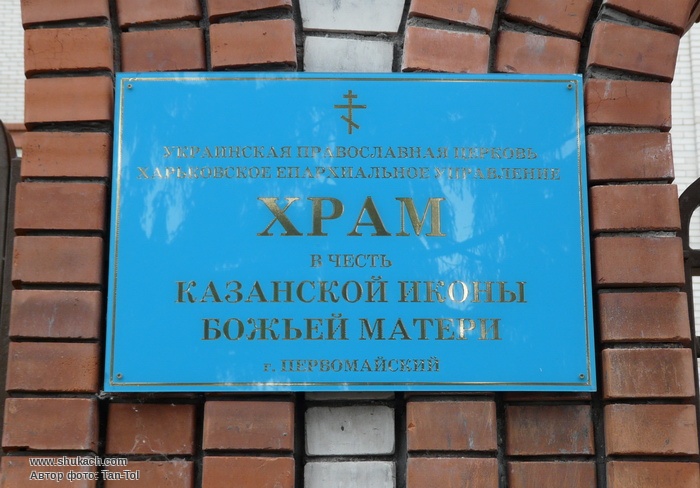 УКРАИНСКАЯ ПРАВОСЛАВНАЯ ЦЕРКОВЬ
ХАРЬКОВСКОЕ ЕПАРХИАЛЬНОЕ УПРАВЛЕНИЕ
ХРАМ
В ЧЕСТЬ
КАЗАНСКОЙ ИКОНЫ
БОЖЬЕЙ МАТЕРИ
г. ПЕРВОМАЙСКИЙ
www.shukach.com
Автор фото: Tan-Tol